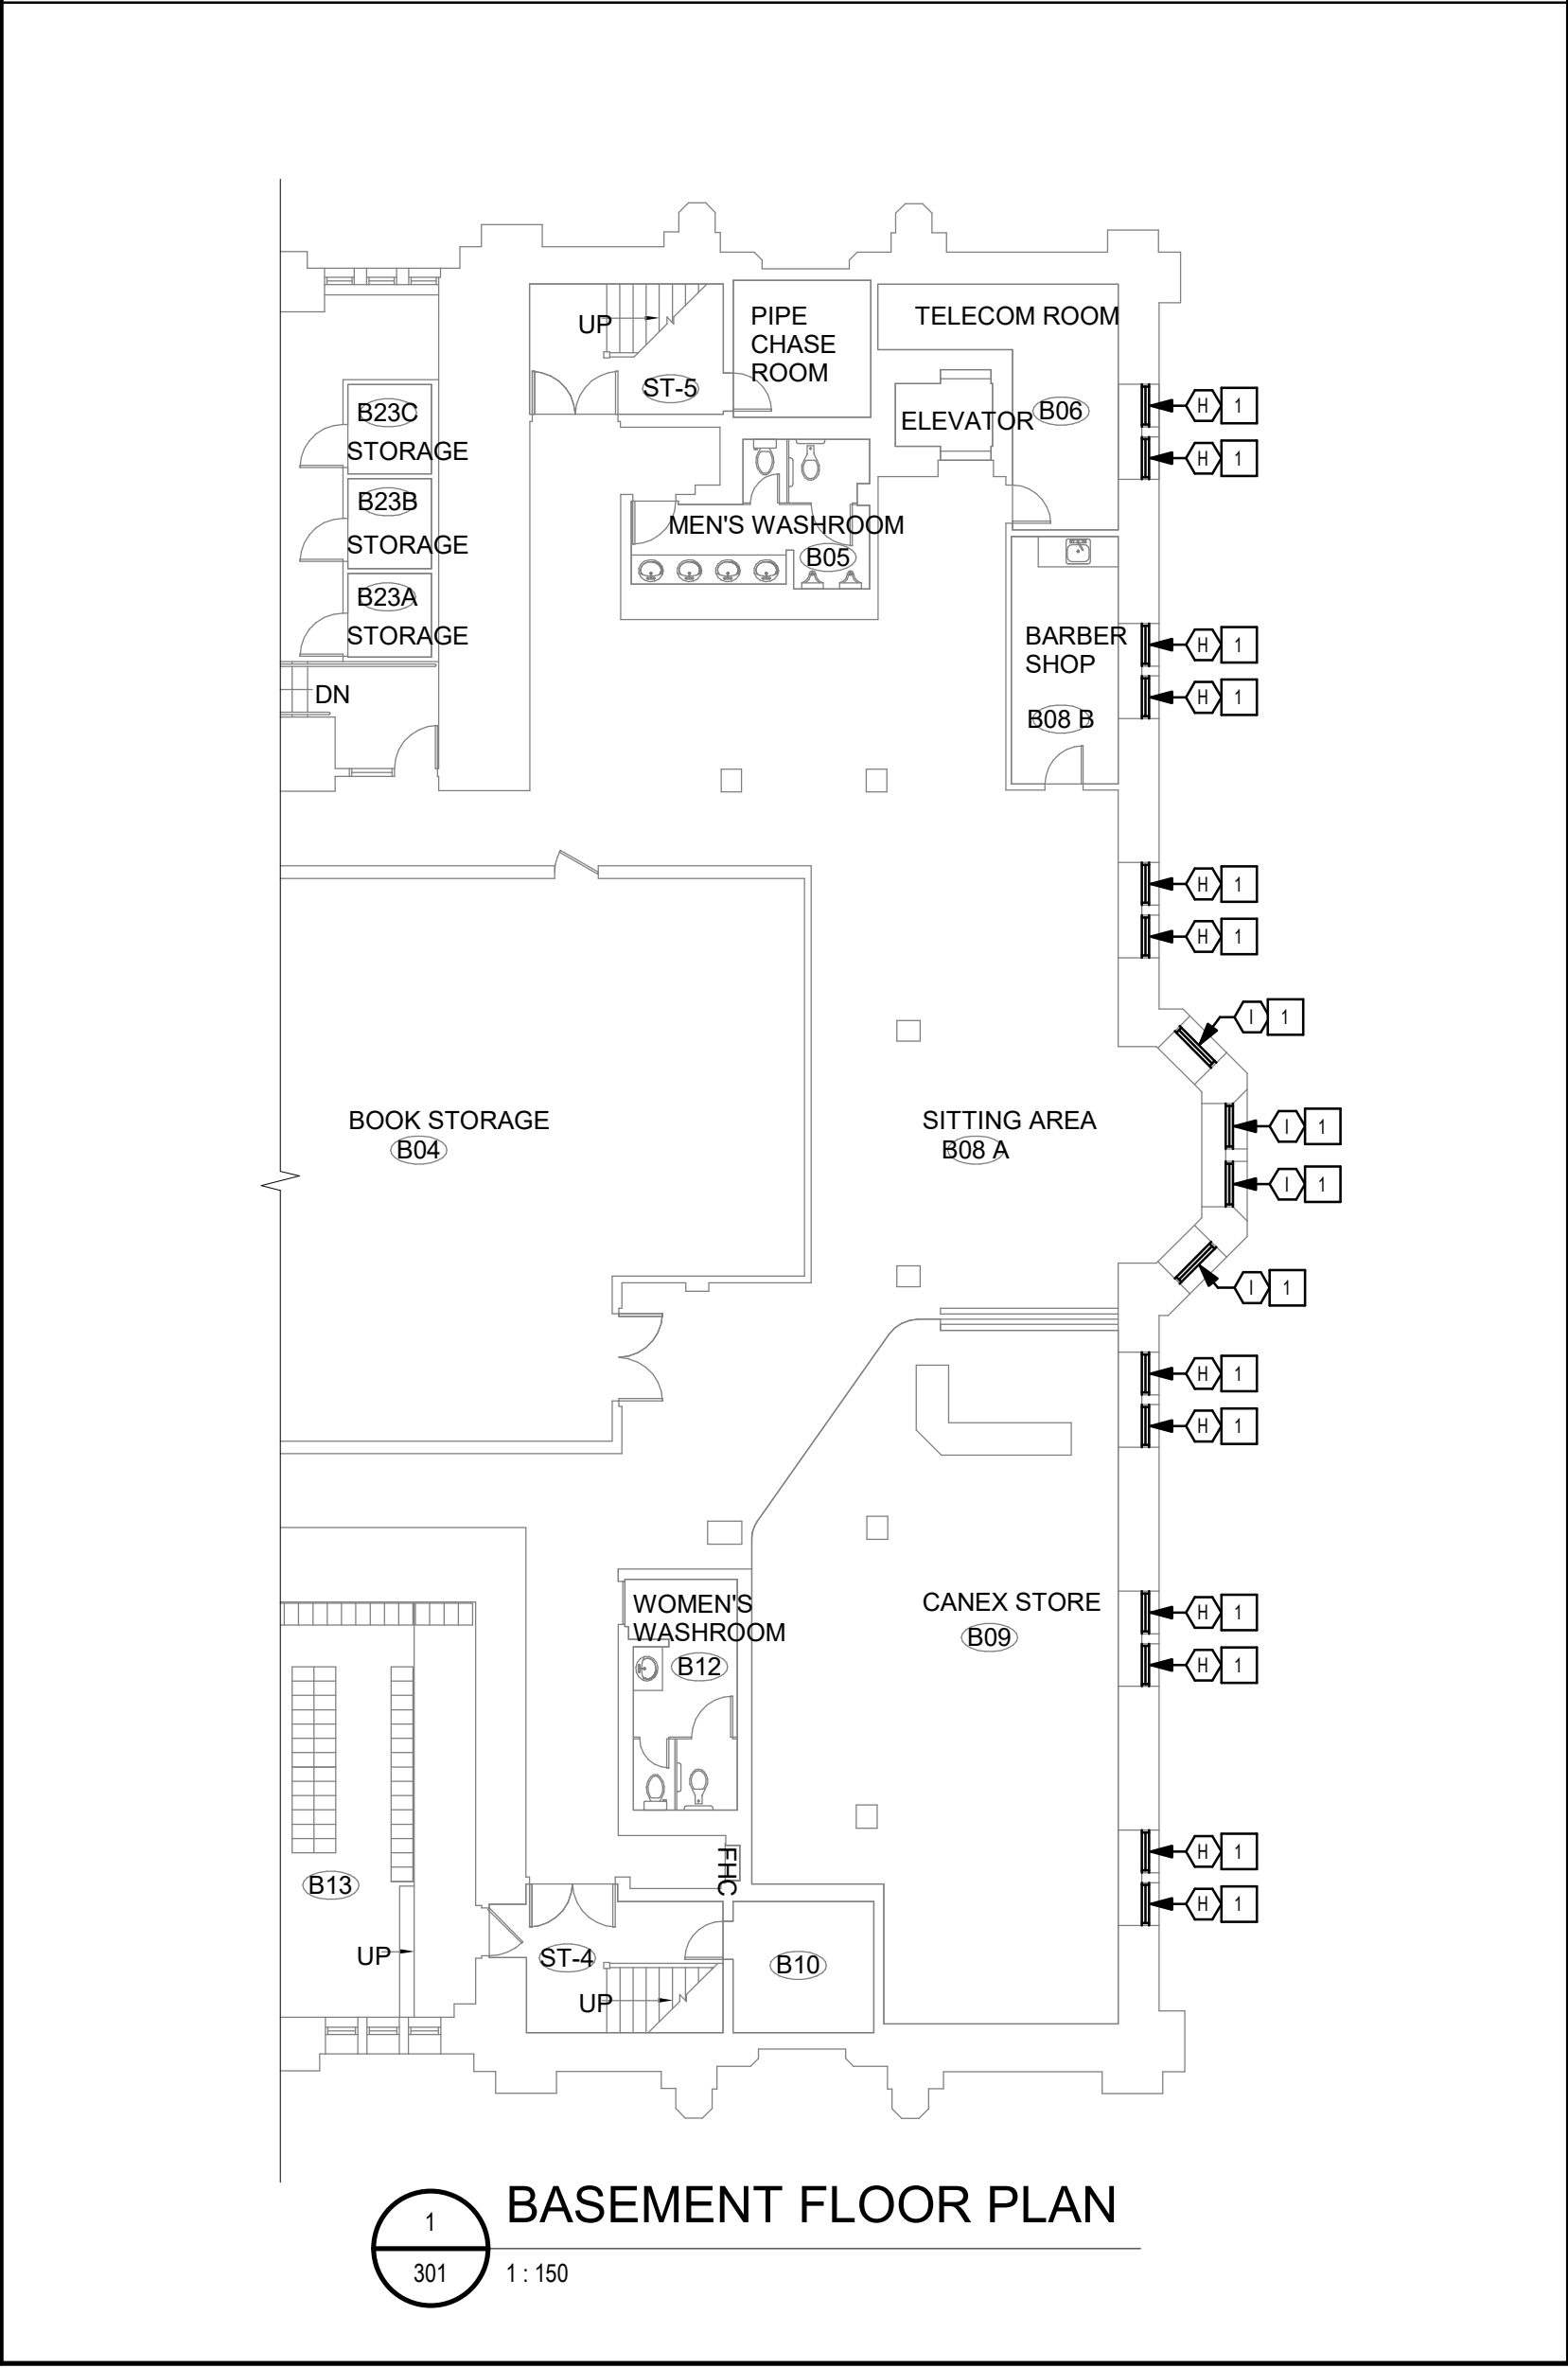 UP
PIPE
CHASE
ROOM
TELECOM ROOM
ST-5
B23C
STORAGE
ELEVATOR
B06
H 1
H 1
B23B
STORAGE
MEN'S WASHROOM
B05
B23A
STORAGE
BARBER
SHOP
H 1
DN
B08 B
H 1
H 1
H 1
I 1
BOOK STORAGE
B04
SITTING AREA
B08 A
I 1
I 1
I 1
H 1
H 1
WOMEN'S
WASHROOM
B12
CANEX STORE
B09
H 1
H 1
FHC
H 1
H 1
B13
UP
ST-4
B10
UP
1
301
BASEMENT FLOOR PLAN
1 : 150